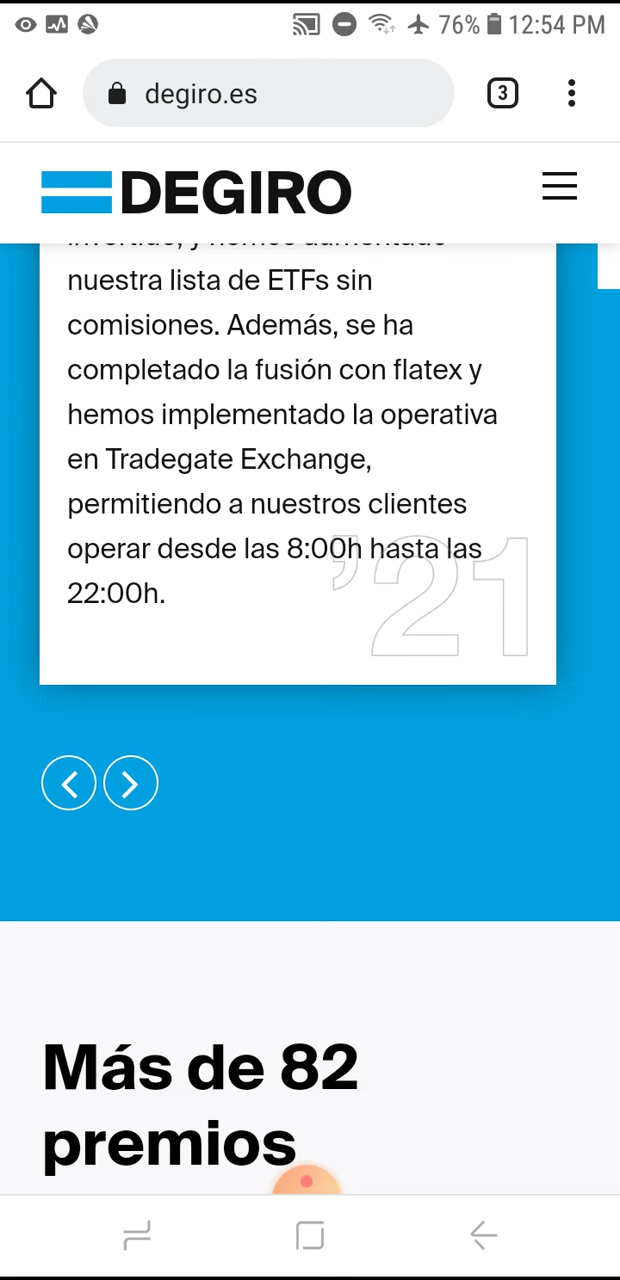 76% 12:54 PM
degiro.es
3
DEGIRO
nuestra lista de ETFs sin
comisiones. Además, se ha
completado la fusión con flatex y
hemos implementado la operativa
en Tradegate Exchange,
permitiendo a nuestros clientes
operar desde las 8:00h hasta las
22:00h.
’21
Más de 82
premios